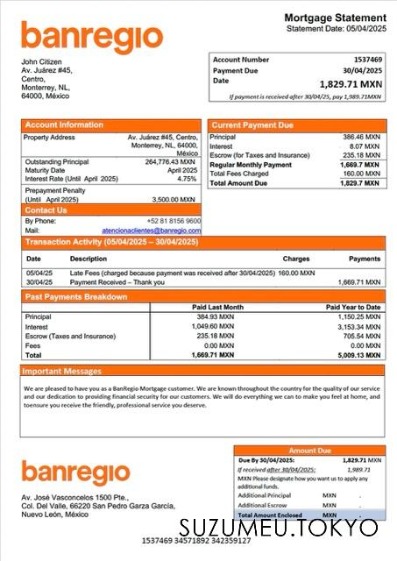 banregio
Mortgage Statement
Statement Date: 05/04/2025
John Citizen
Av. Juárez #45,
Centro,
Monterrey, NL,
64000, México
Account Number 1537469
Payment Due 30/04/2025
Date 1,829.71 MXN
If payment is received after 30/04/25, pay 1,989.71MXN
Account Information
Property Address Av. Juárez #45, Centro,
Monterrey, NL, 64000,
México
Outstanding Principal 264,776.43 MXN
Maturity Date April 2025
Interest Rate (Until April 2025) 4.75%
Prepayment Penalty
(Until April 2025) 3,500.00 MXN
Contact Us
By Phone: +52 81 8156 9600
Mail: atencionaclientes@banregio.com
Current Payment Due
Principal 386.46 MXN
Interest 8.07 MXN
Escrow (for Taxes and Insurance) 235.18 MXN
Regular Monthly Payment 1,669.7 MXN
Total Fees Charged 160.00 MXN
Total Amount Due 1,829.7 MXN
Transaction Activity (05/04/2025 – 30/04/2025)
Date Description Charges Payments
05/04/25 Late Fees (charged because payment was received after 30/04/2025) 160.00 MXN
30/04/25 Payment Received – Thank you 1,669.71 MXN
Past Payments Breakdown
Paid Last Month Paid Year to Date
Principal 384.93 MXN 1,150.25 MXN
Interest 1,049.60 MXN 3,153.34 MXN
Escrow (Taxes and Insurance) 235.18 MXN 705.54 MXN
Fees 0.00 MXN 0.00 MXN
Total 1,669.71 MXN 5,009.13 MXN
Important Messages
We are pleased to have you as a BanRegio Mortgage customer. We are known throughout the country for the quality of our service
and our dedication to providing financial security for our customers. We will do everything we can to make you feel at home, and
toensure you receive the friendly, professional service you deserve.
banregio
Av. José Vasconcelos 1500 Pte.,
Col. Del Valle, 66220 San Pedro Garza García,
Nuevo León, México
Amount Due
Due By 30/04/2025: 1,829.71 MXN
If received after 30/04/2025: 1,989.71
MXN Please designate how you want us to apply any
additional funds.
Additional Principal MXN .
Additional Escrow MXN .
Total Amount Enclosed MXN .
SUZUMEU.TOKYO
1537469 34571892 342359127